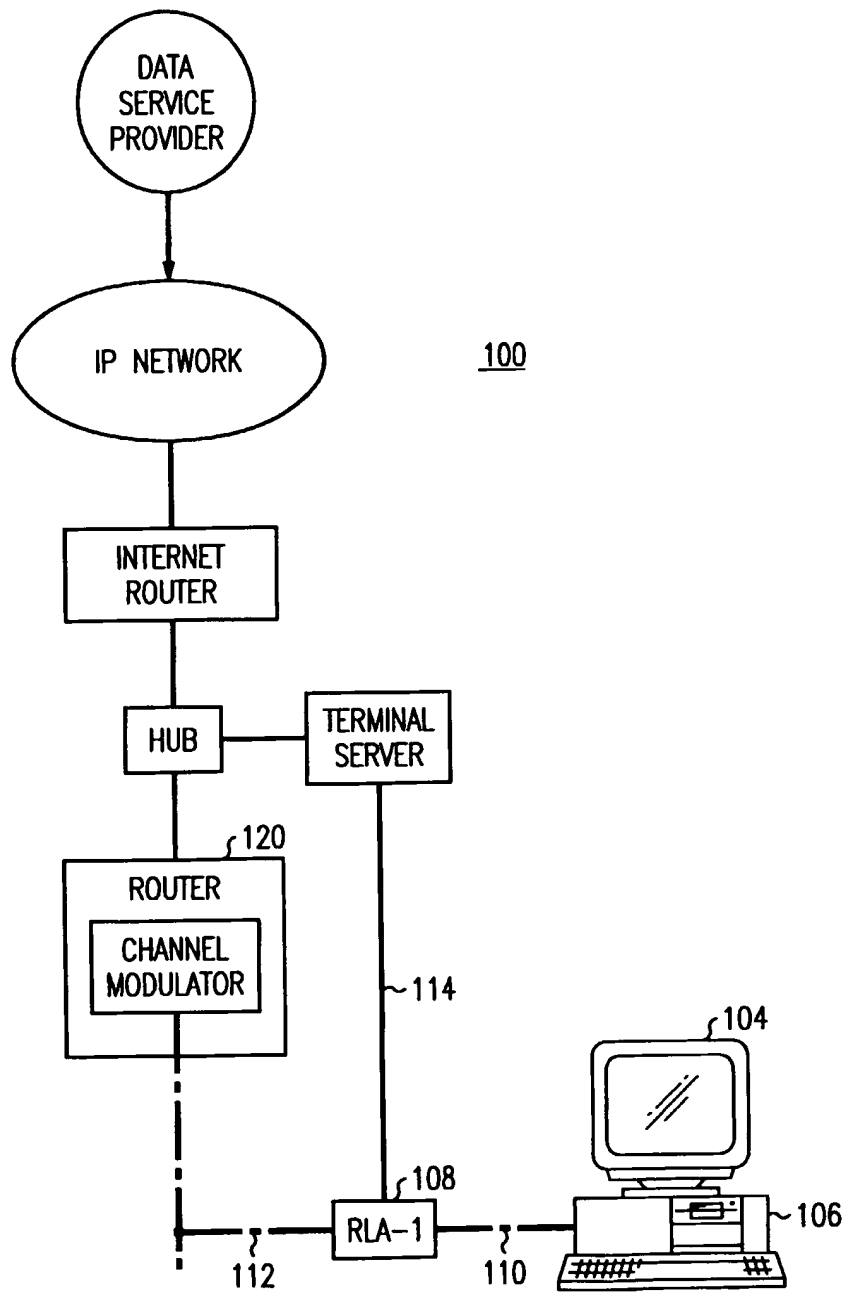 DATA
SERVICE
PROVIDER
IP NETWORK
100
INTERNET
ROUTER
HUB
TERMINAL
SERVER
120
ROUTER
CHANNEL
MODULATOR
114
104
108
RLA-1
106
112
110